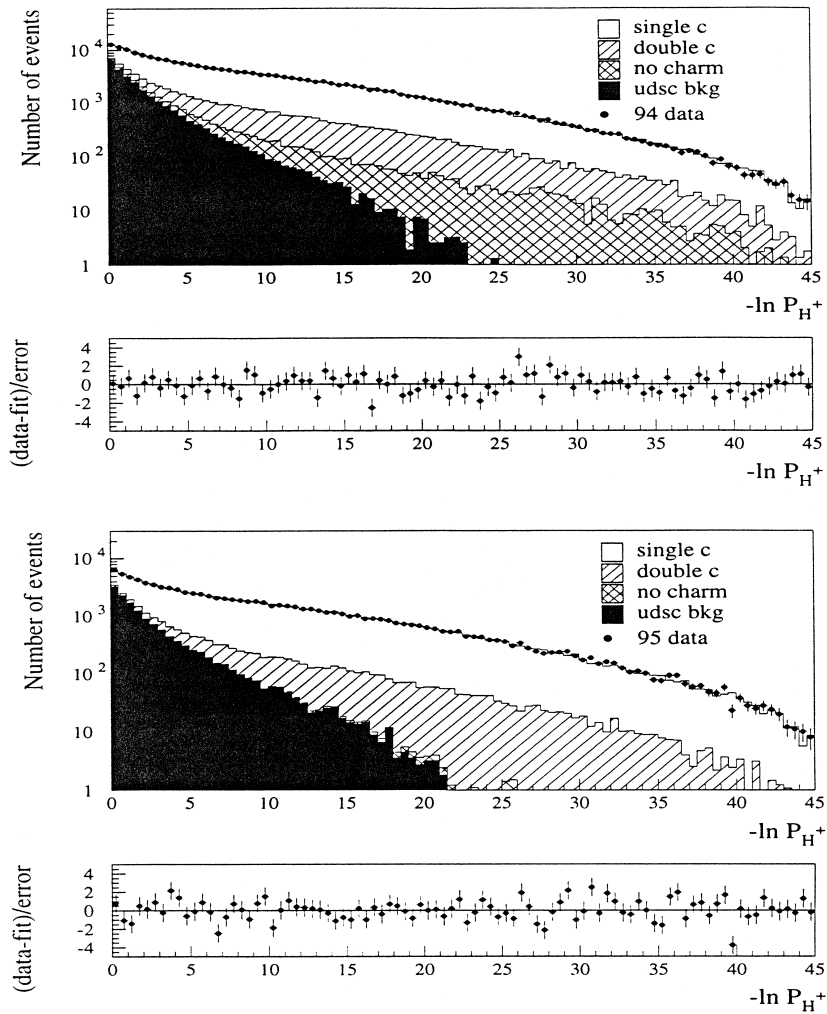 Number of events
10 4
10 3
10 2
10
1
single c
double c
no charm
udsc bkg
94 data
0 5 10 15 20 25 30 35 40 45
-ln P H +
(data-fit)/error
4
2
0
-2
-4
0 5 10 15 20 25 30 35 40 45
-ln P H +
Number of events
10 4
10 3
10 2
10
1
single c
double c
no charm
udsc bkg
95 data
0 5 10 15 20 25 30 35 40 45
-ln P H +
(data-fit)/error
4
2
0
-2
-4
0 5 10 15 20 25 30 35 40 45
-ln P H +